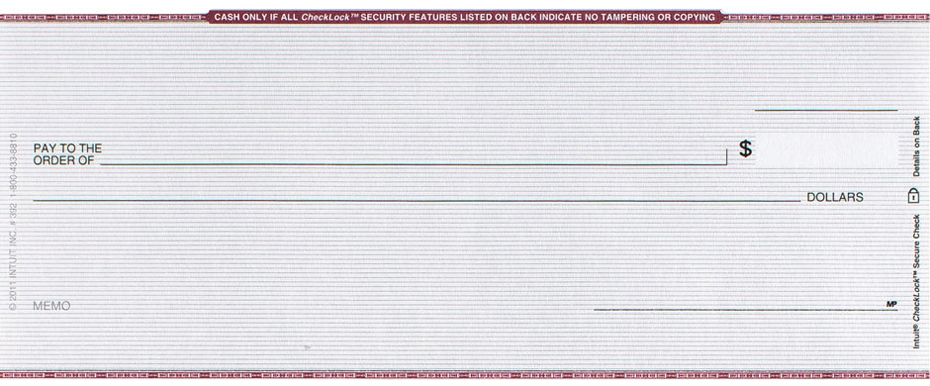 CASH ONLY IF ALL CheckLock™ SECURITY FEATURES LISTED ON BACK INDICATE NO TAMPERING OR COPYING
PAY TO THE
ORDER OF
$
DOLLARS
MEMO
MP
© 2011 INTUIT INC. # 392 1-800-433-8810
Details on Back
Intuit® CheckLock™ Secure Check